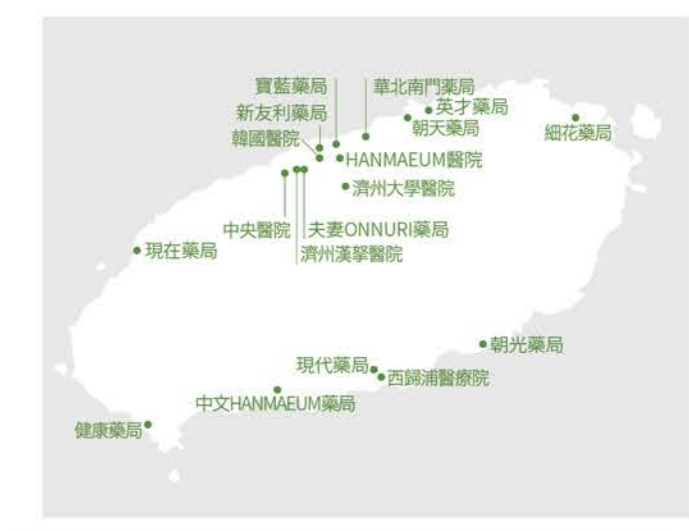 寶藍藥局
華北南門藥局
新友利藥局
英才藥局
朝天藥局
細花藥局
韓國醫院
HANMAEUM醫院
濟州大學醫院
中央醫院
夫妻ONNURI藥局
現在藥局
濟州漢拏醫院
朝光藥局
現代藥局
西歸浦醫療院
中文HANMAEUM藥局
健康藥局